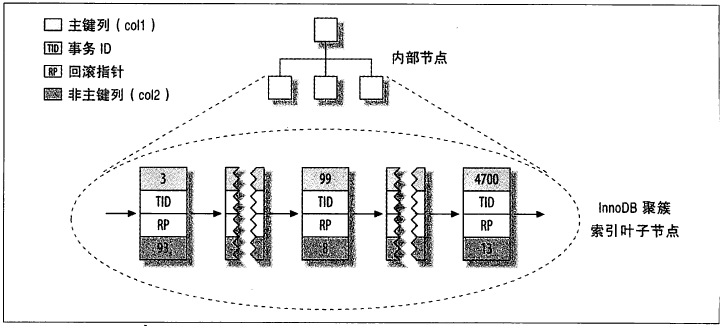 主键列（col1）
TID 事务 ID
RP 回滚指针
非主键列（col2）
内部节点
3 99 4700
TID TID TID
RP RP RP
93 8 13
InnoDB 聚簇
索引叶子节点